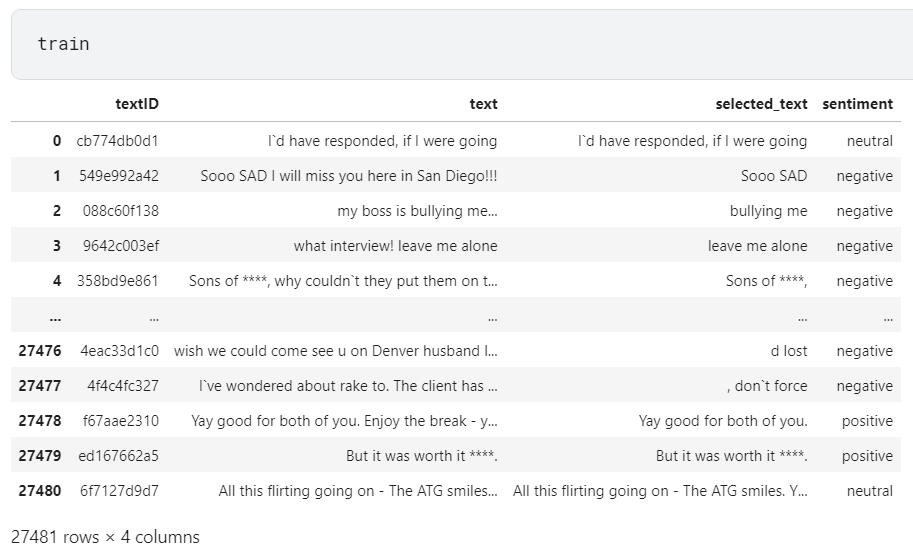 train
textID text selected_text sentiment
0 cb774db0d1 I`d have responded, if I were going I`d have responded, if I were going neutral
1 549e992a42 Sooo SAD I will miss you here in San Diego!!! Sooo SAD negative
2 088c60f138 my boss is bullying me... bullying me negative
3 9642c003ef what interview! leave me alone leave me alone negative
4 358bd9e861 Sons of ****, why couldn`t they put them on t... Sons of ****, negative
... ... ... ... ...
27476 4eac33d1c0 wish we could come see u on Denver husband l... d lost negative
27477 4f4c4fc327 I`ve wondered about rake to. The client has ... , don`t force negative
27478 f67aae2310 Yay good for both of you. Enjoy the break - y... Yay good for both of you. positive
27479 ed167662a5 But it was worth it ****. But it was worth it ****. positive
27480 6f7127d9d7 All this flirting going on - The ATG smiles... All this flirting going on - The ATG smiles. Y... neutral
27481 rows × 4 columns